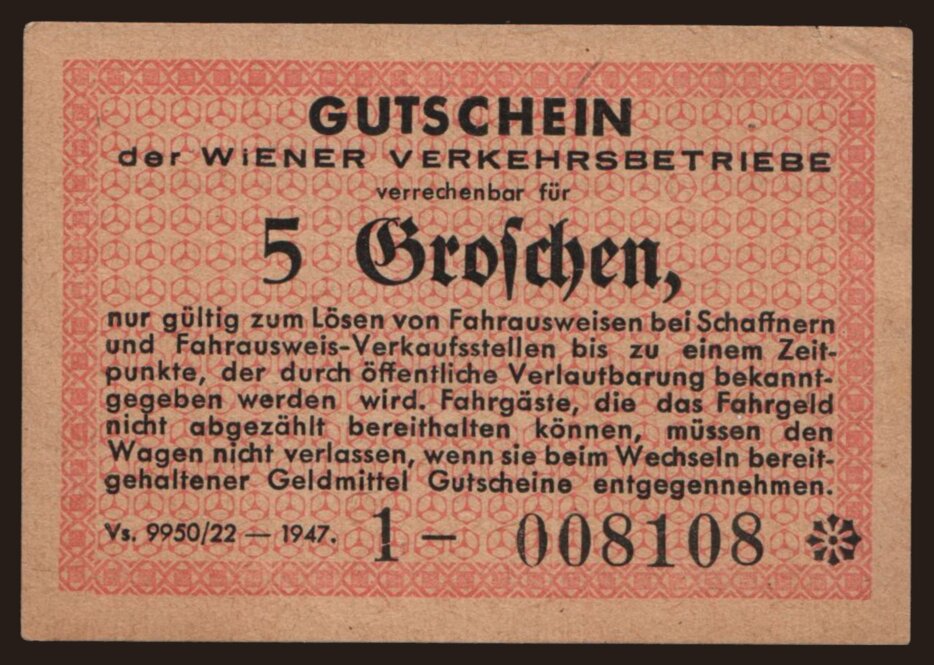 GUTSCHEIN
der WiENER VERKEHRSBETRIEBE
verrechenbar für
5 Groſchen,
nur gültig zum Lösen von Fahrausweisen bei Schaffnern
und Fahrausweis-Verkaufsstellen bis zu einem Zeit-
punkte, der durch öffentliche Verlautbarung bekannt-
gegeben werden wird. Fahrgäste, die das Fahrgeld
nicht abgezählt bereithalten können, müssen den
Wagen nicht verlassen, wenn sie beim Wechseln bereit-
gehaltener Geldmittel Gutscheine entgegennehmen.
Vs. 9950/22 — 1947. 1 — 008108